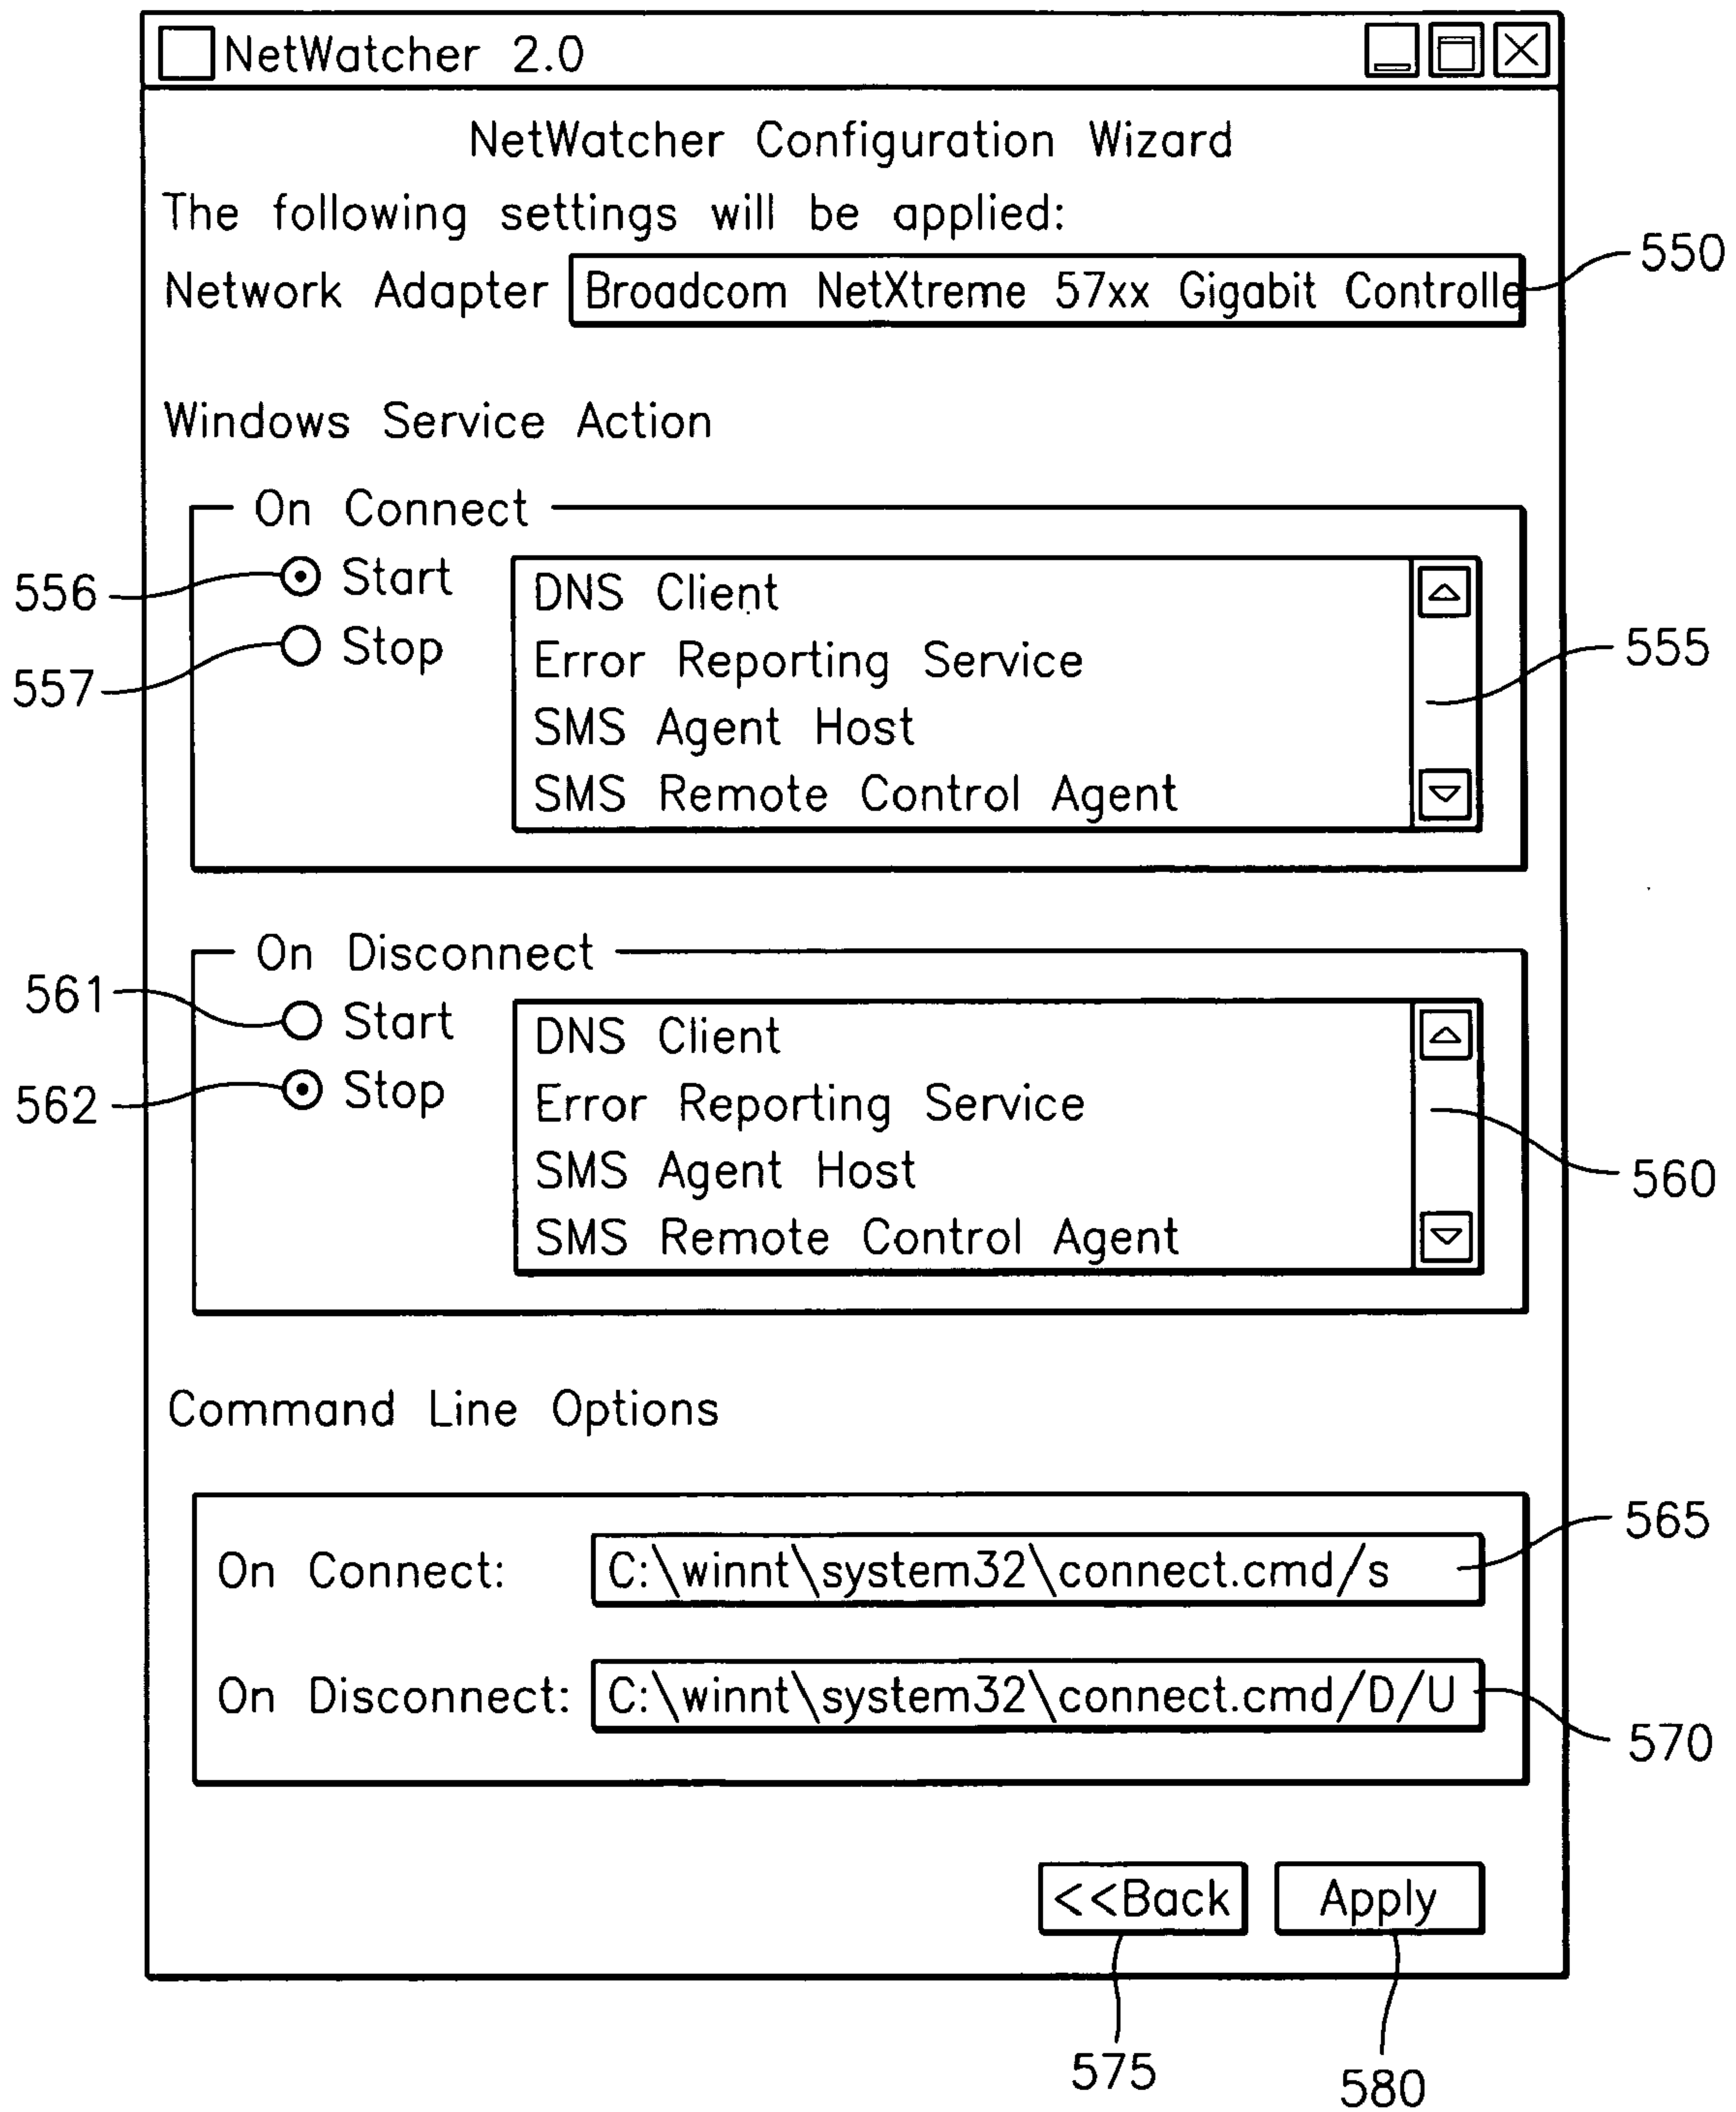 NetWatcher 2.0
NetWatcher Configuration Wizard
The following settings will be applied:
550
Network Adapter Broadcom NetXtreme 57xx Gigabit Controlle
Windows Service Action
On Connect
556 Start
557 Stop
DNS Client
Error Reporting Service
SMS Agent Host
SMS Remote Control Agent
555
On Disconnect
561 Start
562 Stop
DNS Client
Error Reporting Service
SMS Agent Host
SMS Remote Control Agent
560
Command Line Options
565
On Connect: C:\winnt\system32\connect.cmd/s
On Disconnect: C:\winnt\system32\connect.cmd/D/U
570
<<Back Apply
575 580